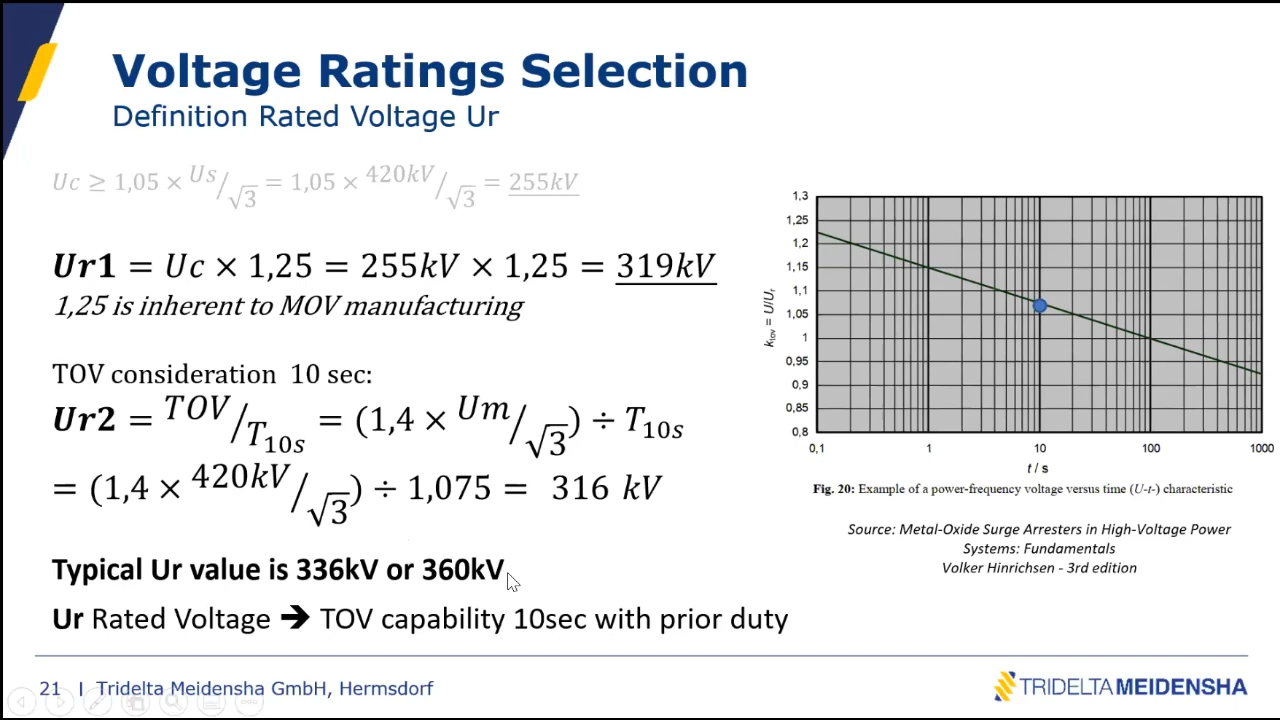 Voltage Ratings Selection
Definition Rated Voltage Ur
Uc ≥ 1,05 × Us/√3 = 1,05 × 420kV/√3 = 255kV
Ur1 = Uc × 1,25 = 255kV × 1,25 = 319kV
1,25 is inherent to MOV manufacturing
TOV consideration 10 sec:
Ur2 = TOV/T10s = (1,4 × Um/√3) ÷ T10s
= (1,4 × 420kV/√3) ÷ 1,075 = 316 kV
Typical Ur value is 336kV or 360kV
Ur Rated Voltage ➔ TOV capability 10sec with prior duty
1,3
1,25
1,2
1,15
1,1
1,05
1
0,95
0,9
0,85
0,8
ktov = U/Ur
0,1 1 10 100 1000
t / s
Fig. 20: Example of a power-frequency voltage versus time (U-t-) characteristic
Source: Metal-Oxide Surge Arresters in High-Voltage Power
Systems: Fundamentals
Volker Hinrichsen - 3rd edition
21 | Tridelta Meidensha GmbH, Hermsdorf
TRIDELTA MEIDENSHA